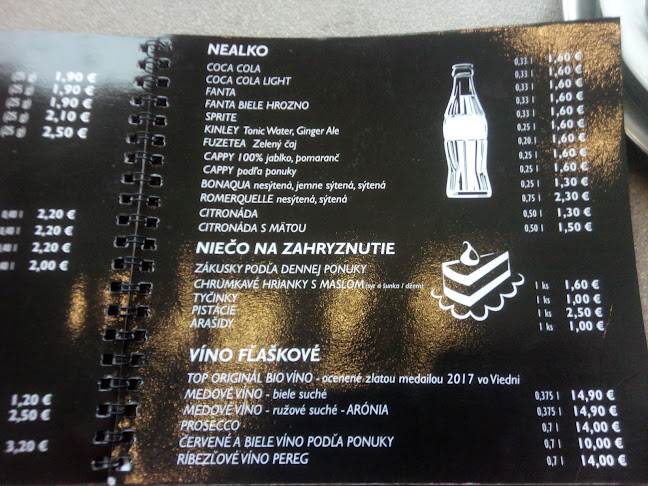 1,90 €
1,90 €
1,90 €
2,10 €
2,50 €
2,20 €
2,20 €
2,20 €
2,00 €
1,20 €
2,50 €
3,20 €
NEALKO
COCA COLA 0,33 l 1,60 €
COCA COLA LIGHT 0,33 l 1,60 €
FANTA 0,33 l 1,60 €
FANTA BIELE HROZNO 0,33 l 1,60 €
SPRITE 0,33 l 1,60 €
KINLEY Tonic Water, Ginger Ale 0,25 l 1,60 €
FUZETEA Zelený čaj 0,20 l 1,60 €
CAPPY 100% jablko, pomaranč 0,25 l 1,60 €
CAPPY podľa ponuky 0,25 l 1,60 €
BONAQUA nesýtená, jemne sýtená, sýtená 0,25 l 1,30 €
ROMERQUELLE nesýtená, sýtená 0,75 l 2,30 €
CITRONÁDA 0,50 l 1,30 €
CITRONÁDA S MÄTOU 0,50 l 1,50 €
NIEČO NA ZAHRYZNUTIE
ZÁKUSKY PODĽA DENNEJ PONUKY
CHRUMKAVÉ HRIANKY S MASLOM (syr a šunka / džem) 1 ks 1,60 €
TYČINKY 1 ks 1,00 €
PISTÁCIE 1 ks 2,50 €
ARAŠIDY 1 ks 1,00 €
VÍNO FĽAŠKOVÉ
TOP ORIGINÁL BIO VÍNO - ocenené zlatou medailou 2017 vo Viedni
MEDOVÉ VÍNO - biele suché 0,375 l 14,90 €
MEDOVÉ VÍNO - ružové suché - ARÓNIA 0,375 l 14,90 €
PROSECCO 0,7 l 14,00 €
ČERVENÉ A BIELE VÍNO PODĽA PONUKY 0,7 l 10,00 €
RÍBEZĽOVÉ VÍNO PEREG 0,7 l 14,00 €